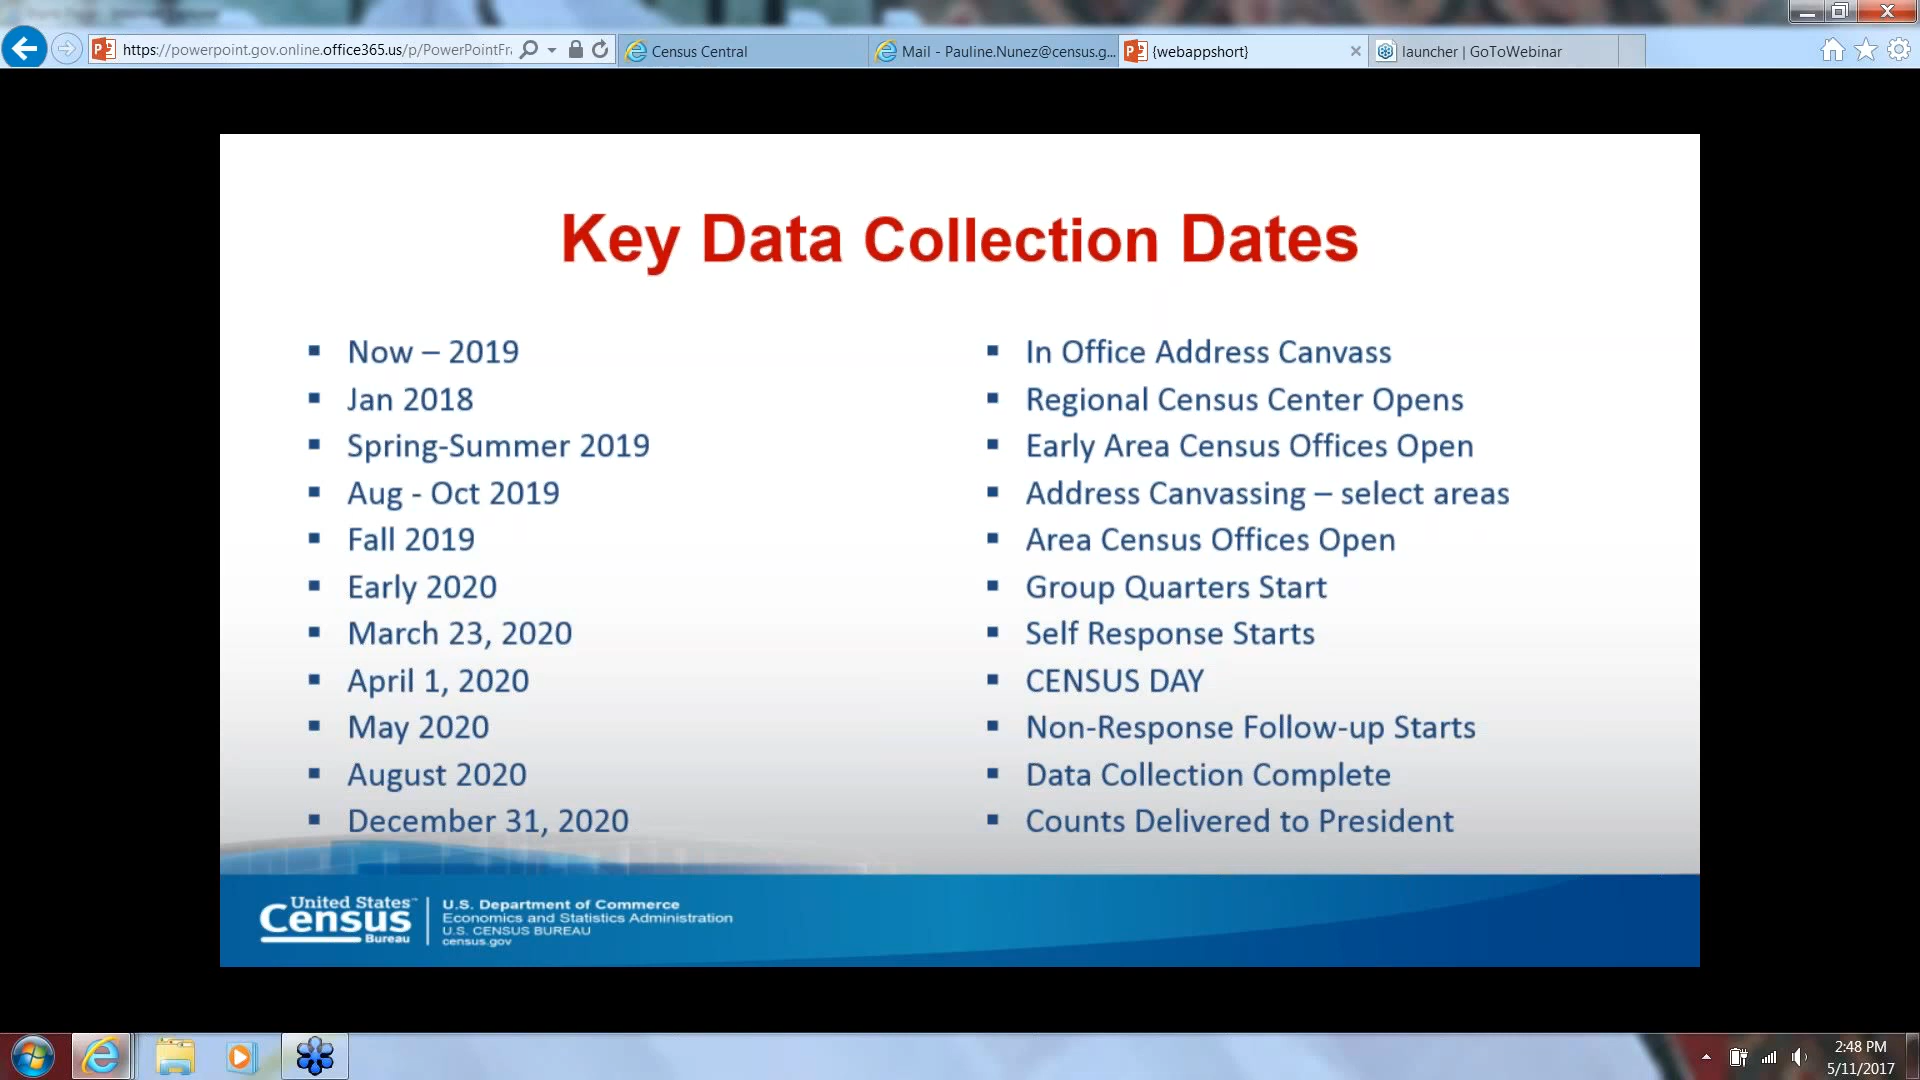 https://powerpoint.gov.online.office365.us/p/PowerPointFr
Census Central
Mail - Pauline.Nunez@census.g...
{webappshort}
launcher | GoToWebinar
Key Data Collection Dates
Now – 2019
In Office Address Canvass
Jan 2018
Regional Census Center Opens
Spring-Summer 2019
Early Area Census Offices Open
Aug - Oct 2019
Address Canvassing – select areas
Fall 2019
Area Census Offices Open
Early 2020
Group Quarters Start
March 23, 2020
Self Response Starts
April 1, 2020
CENSUS DAY
May 2020
Non-Response Follow-up Starts
August 2020
Data Collection Complete
December 31, 2020
Counts Delivered to President
United States™
Census
Bureau
U.S. Department of Commerce
Economics and Statistics Administration
U.S. CENSUS BUREAU
census.gov
2:48 PM
5/11/2017